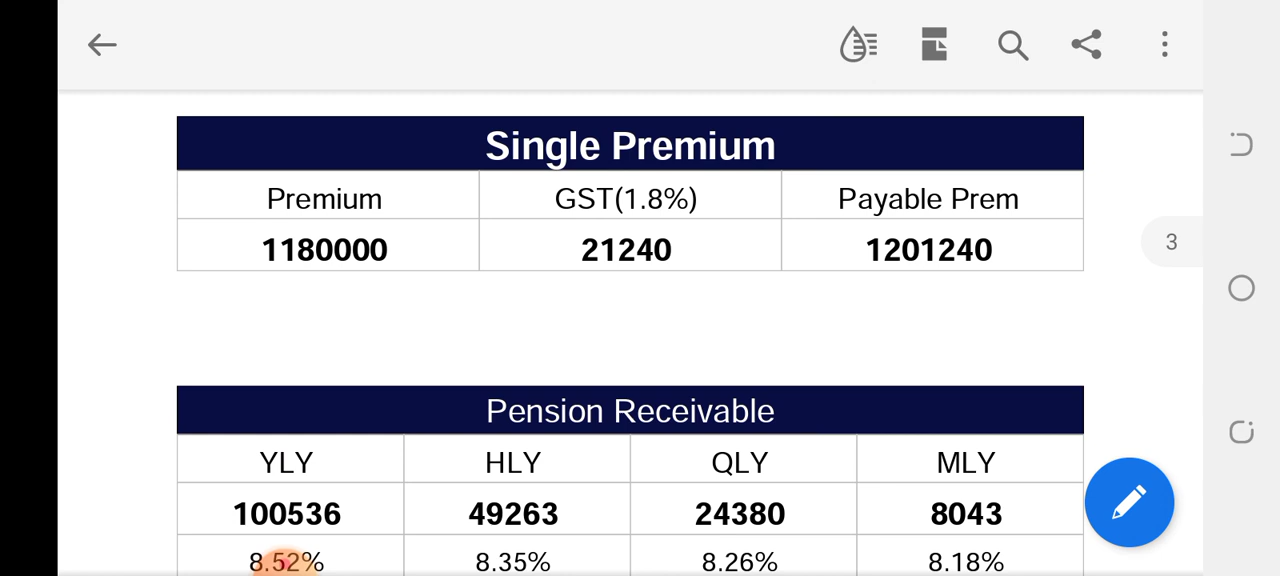 Single Premium
Premium GST(1.8%) Payable Prem
1180000 21240 1201240
3
Pension Receivable
YLY HLY QLY MLY
100536 49263 24380 8043
8.52% 8.35% 8.26% 8.18%